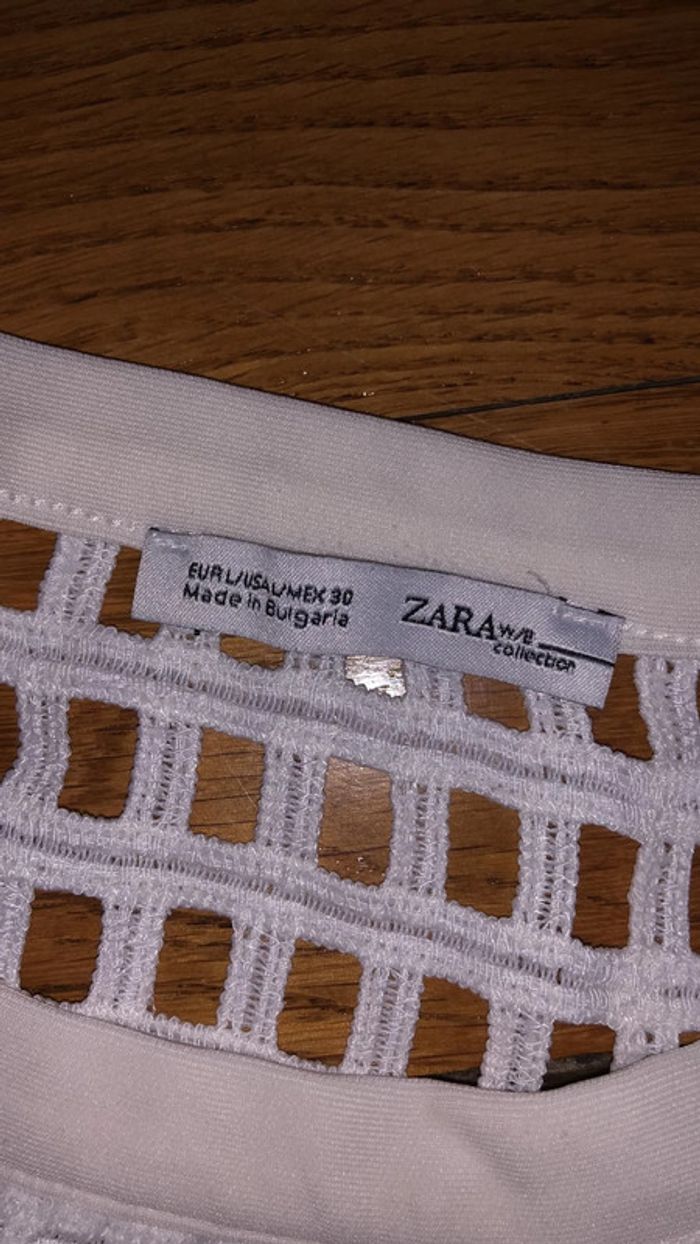 EUR L/USA L/MEX 30
Made in Bulgaria
ZARA W/B
collection